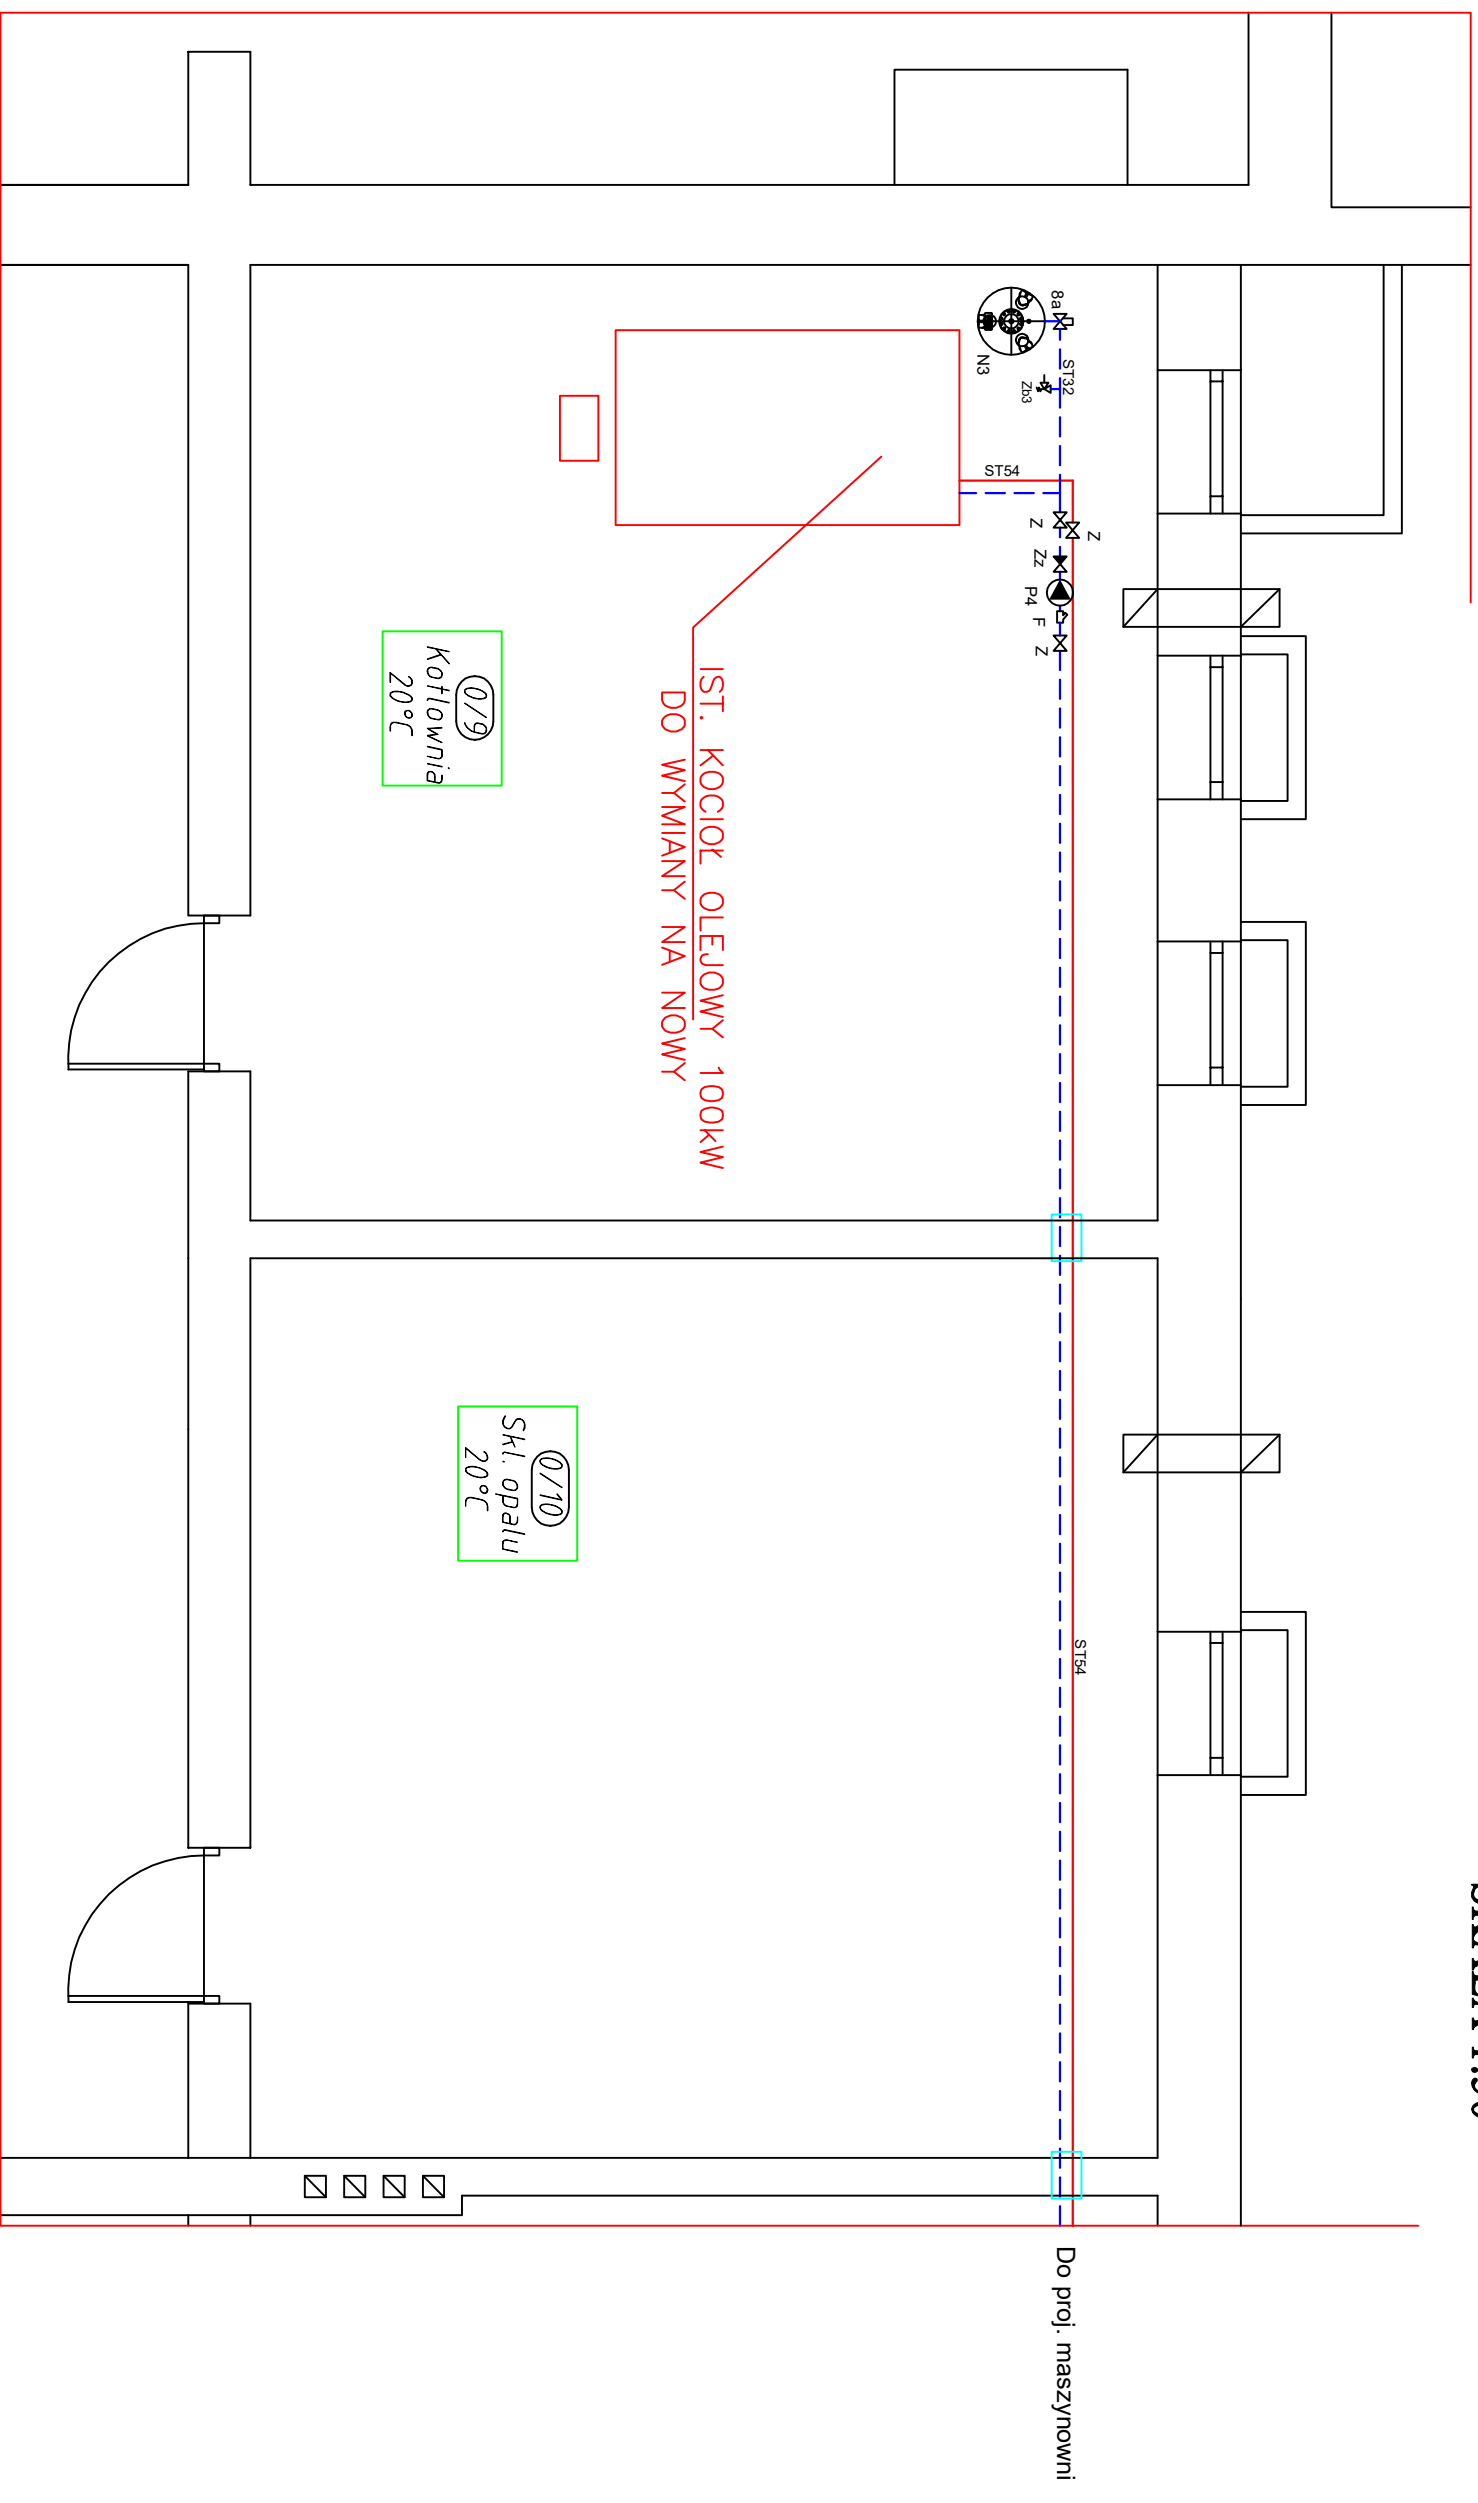 8a
N3
ST32
Zb3
ST54
Z
Z
Zz
P4
F
Z
0/9
Kotlownia
20°C
IST. KOCIOŁ OLEJOWY 100kW
DO WYMIANY NA NOWY
0/10
Skl. opalu
20°C
ST54
Do proj. maszynowni